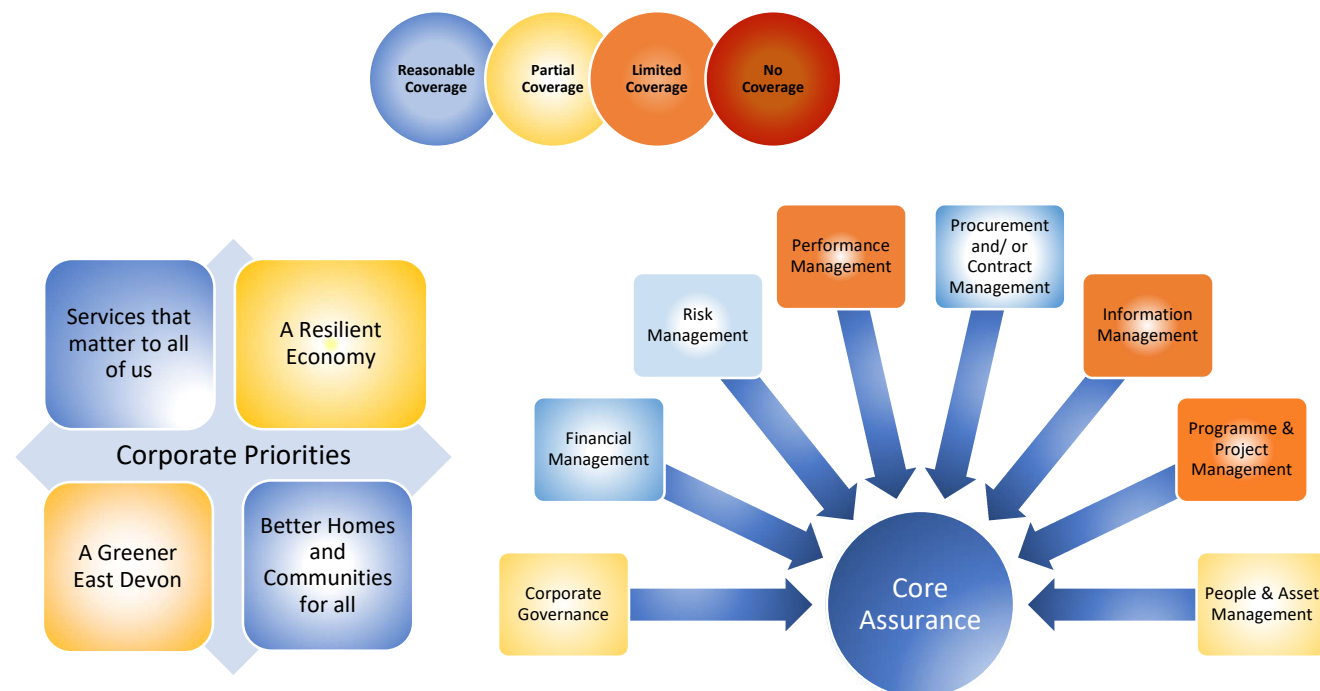 Reasonable
Coverage
Partial
Coverage
Limited
Coverage
No
Coverage
Services that
matter to all
of us
A Resilient
Economy
Corporate Priorities
A Greener
East Devon
Better Homes
and
Communities
for all
Corporate
Governance
Financial
Management
Risk
Management
Performance
Management
Procurement
and/ or
Contract
Management
Information
Management
Programme &
Project
Management
People & Asset
Management
Core
Assurance